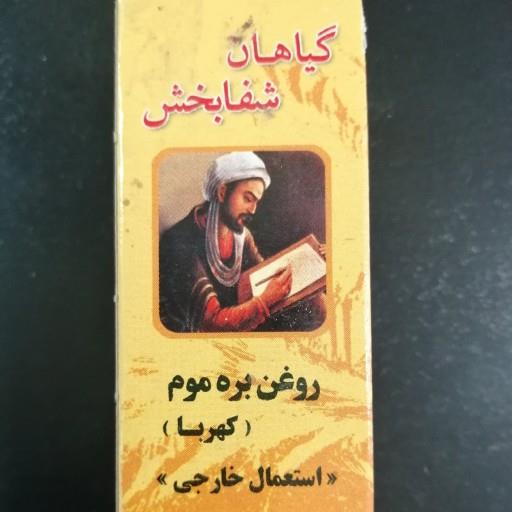 گیاهان
شفابخش
روغن بره موم
( کهربا )
«استعمال خارجی»